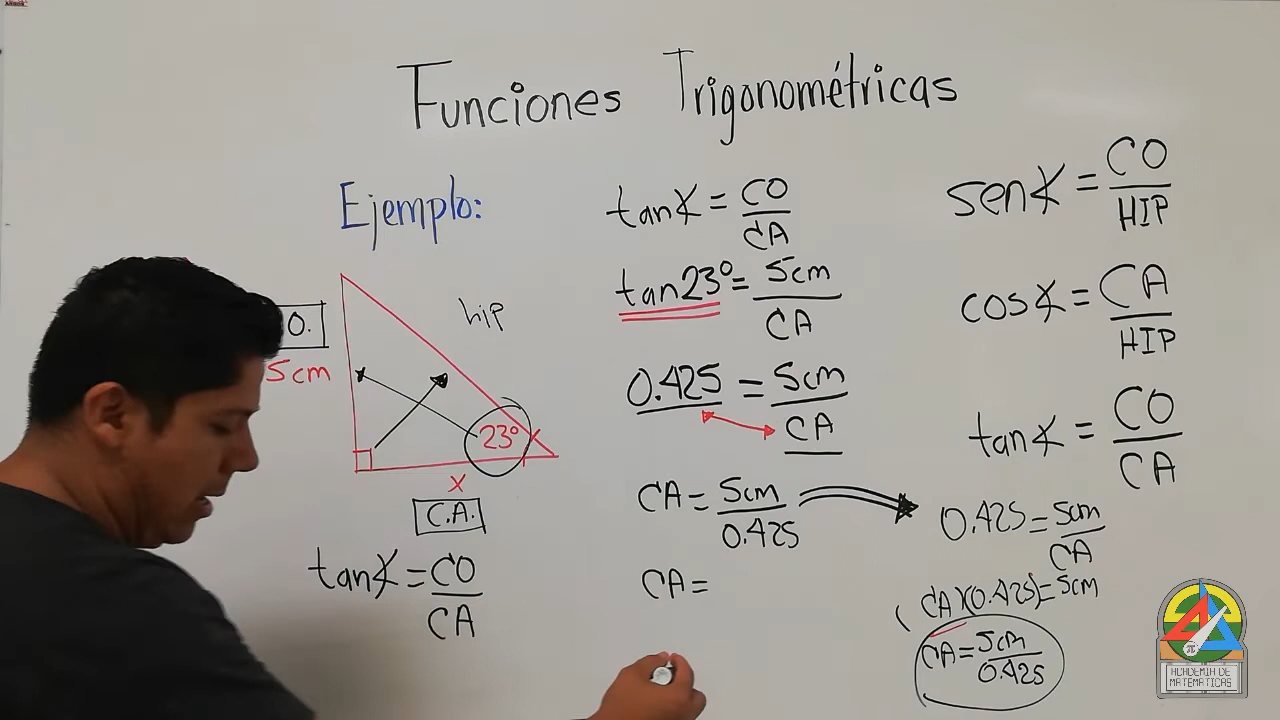 Funciones Trigonométricas
Ejemplo:
O.
5cm
hip
23°
x
C.A.
tan∡ = CO/CA
tan∡ = CO/CA
tan23° = 5cm/CA
0.425 = 5cm/CA
CA = 5cm/0.425
CA =
sen∡ = CO/HIP
cos∡ = CA/HIP
tan∡ = CO/CA
0.425 = 5cm/CA
(CA)(0.425) = 5cm
CA = 5cm/0.425
π
ACADEMIA DE
MATEMATICAS